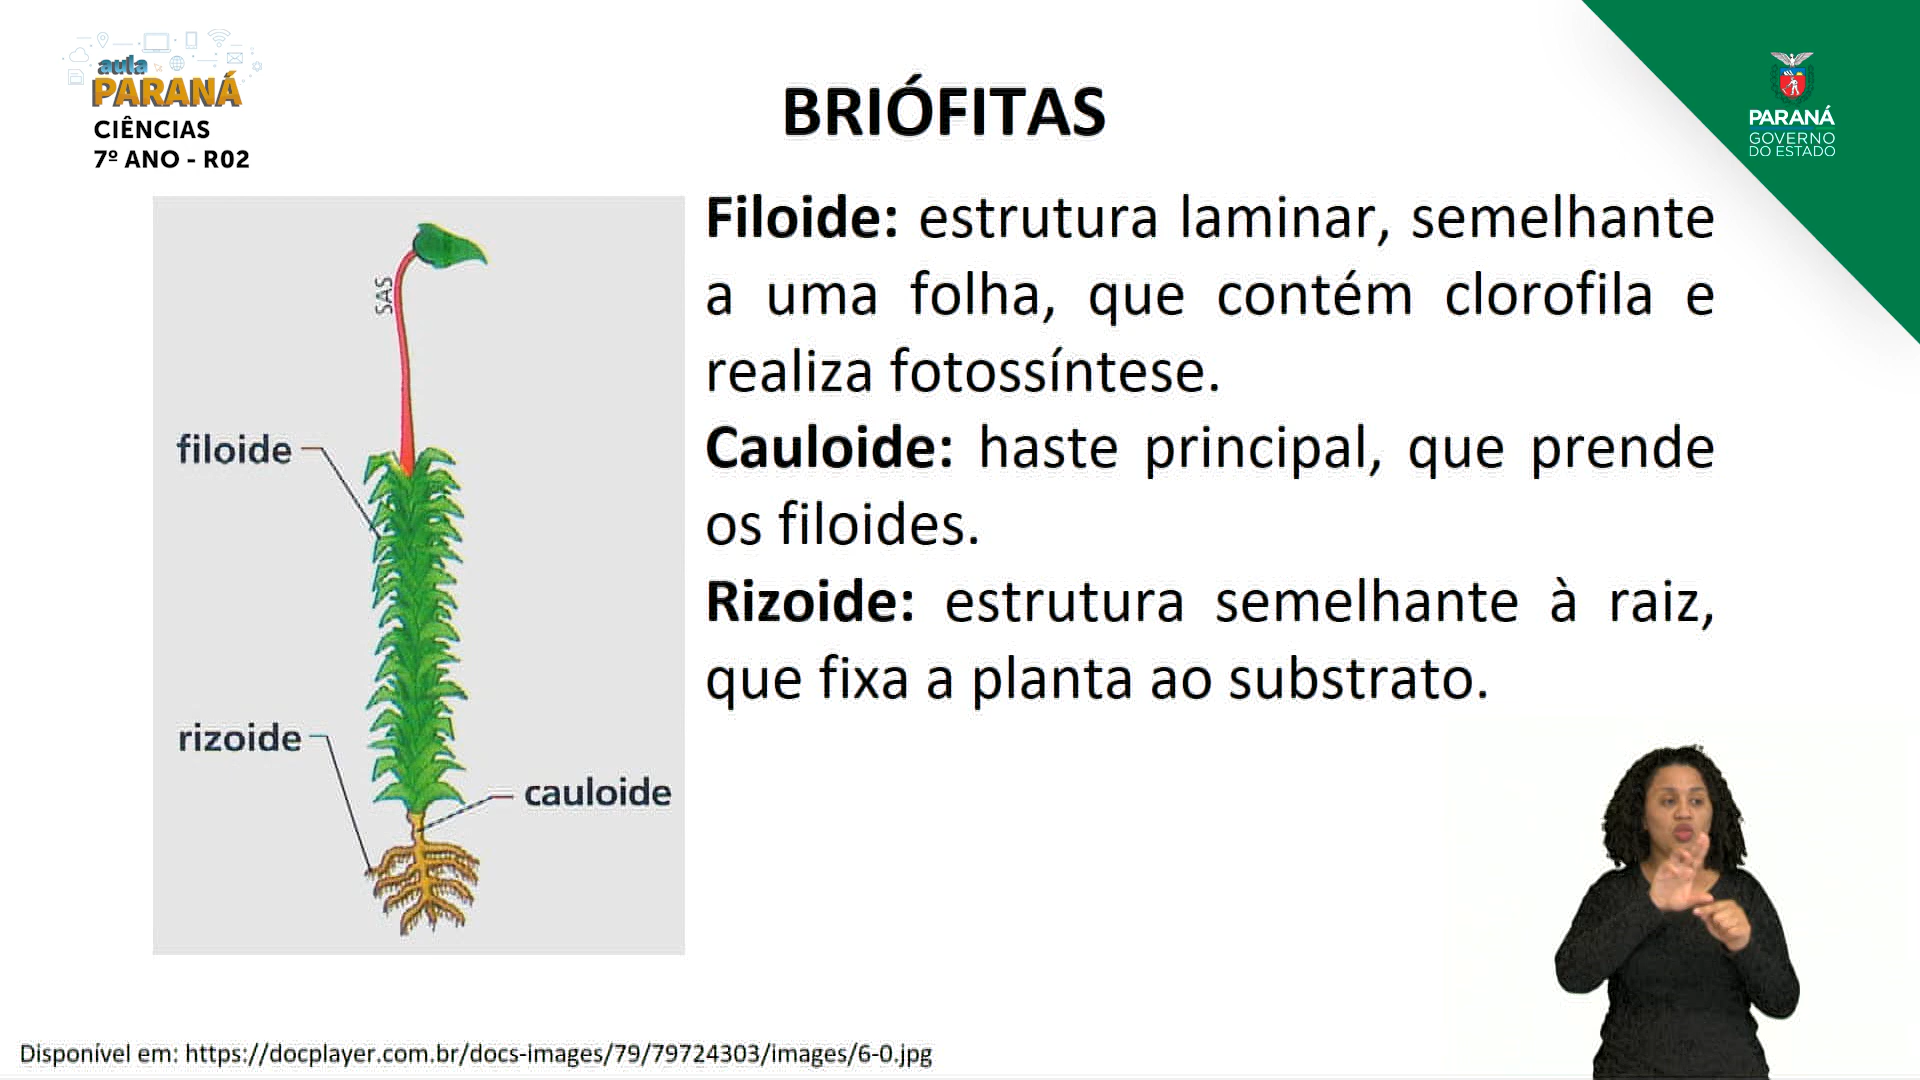 aula
PARANÁ
CIÊNCIAS
7º ANO - R02
BRIÓFITAS
PARANÁ
GOVERNO
DO ESTADO
Filoide: estrutura laminar, semelhante
a uma folha, que contém clorofila e
realiza fotossíntese.
Cauloide: haste principal, que prende
os filoides.
Rizoide: estrutura semelhante à raiz,
que fixa a planta ao substrato.
SAS
filoide
rizoide
cauloide
Disponível em: https://docplayer.com.br/docs-images/79/79724303/images/6-0.jpg